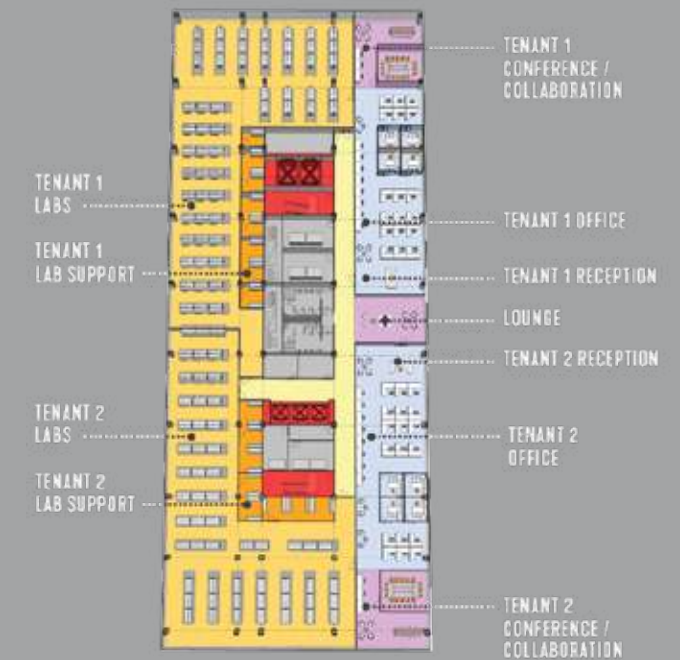 TENANT 1
CONFERENCE /
COLLABORATION
TENANT 1
LABS
TENANT 1 OFFICE
TENANT 1
LAB SUPPORT
TENANT 1 RECEPTION
LOUNGE
TENANT 2 RECEPTION
TENANT 2
LABS
TENANT 2
OFFICE
TENANT 2
LAB SUPPORT
TENANT 2
CONFERENCE /
COLLABORATION